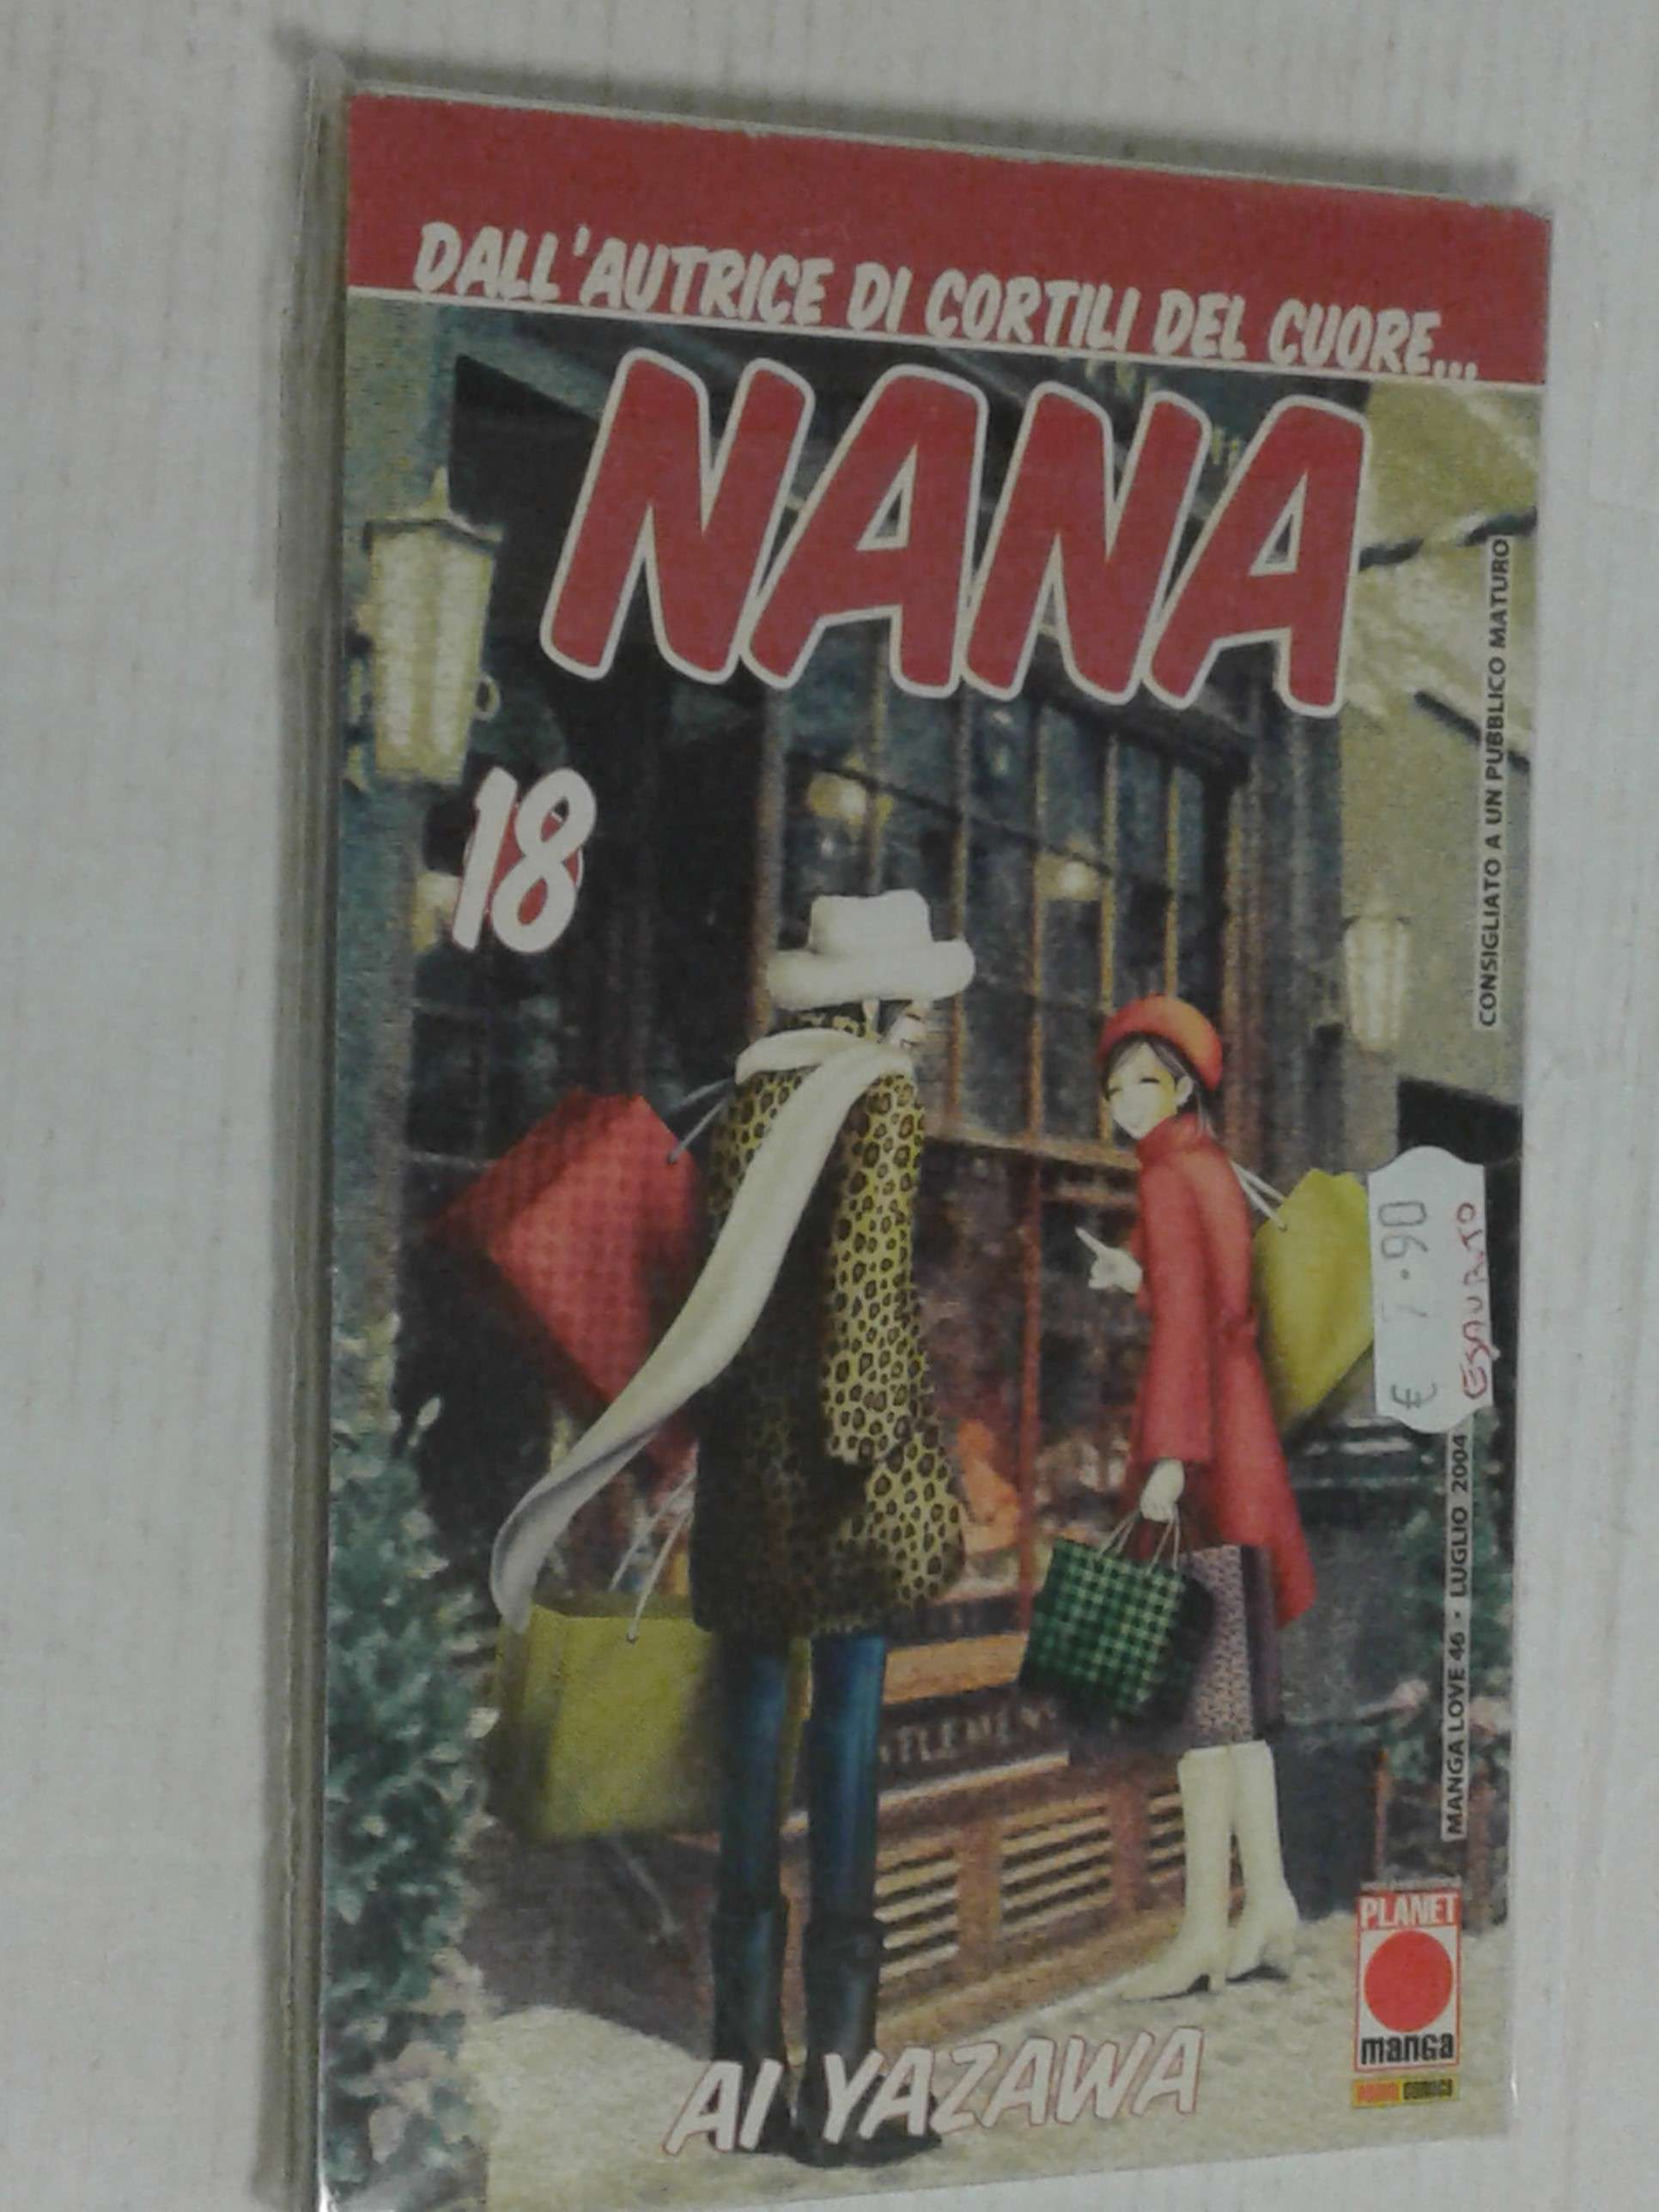 DALL'AUTRICE DI CORTILI DEL CUORE...
NANA
18
CONSIGLIATO A UN PUBBLICO MATURO
€ 7.90
ESAURITO
MANGA LOVE 46 - LUGLIO 2004
PLANET
manga
PANINI COMICS
AI YAZAWA